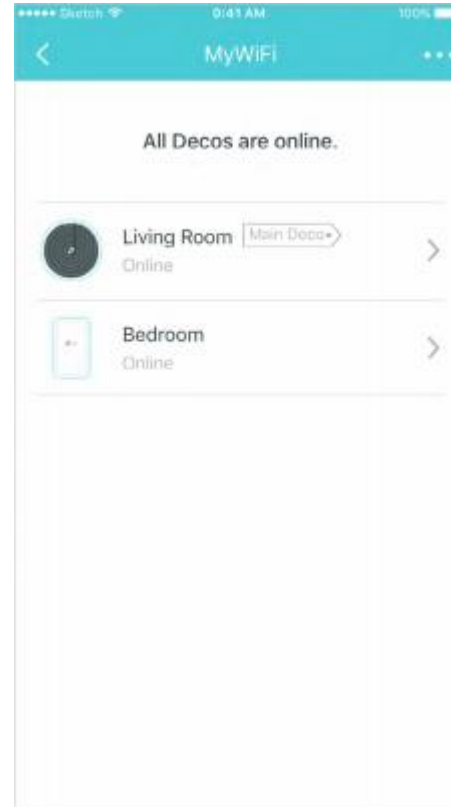 Sketch 9:41 AM 100%
MyWiFi
All Decos are online.
Living Room Main Deco
Online
Bedroom
Online